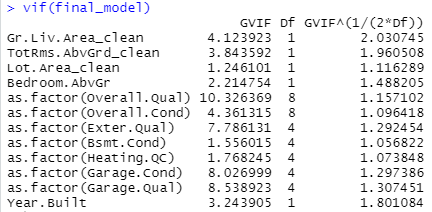 > vif(final_model)
GVIF Df GVIF^(1/(2*Df))
Gr.Liv.Area_clean 4.123923 1 2.030745
TotRms.AbvGrd_clean 3.843592 1 1.960508
Lot.Area_clean 1.246101 1 1.116289
Bedroom.AbvGr 2.214754 1 1.488205
as.factor(Overall.Qual) 10.326369 8 1.157102
as.factor(Overall.Cond) 4.361315 8 1.096418
as.factor(Exter.Qual) 7.786131 4 1.292454
as.factor(Bsmt.Cond) 1.556015 4 1.056822
as.factor(Heating.QC) 1.768245 4 1.073848
as.factor(Garage.Cond) 8.026999 4 1.297386
as.factor(Garage.Qual) 8.538923 4 1.307451
Year.Built 3.243905 1 1.801084